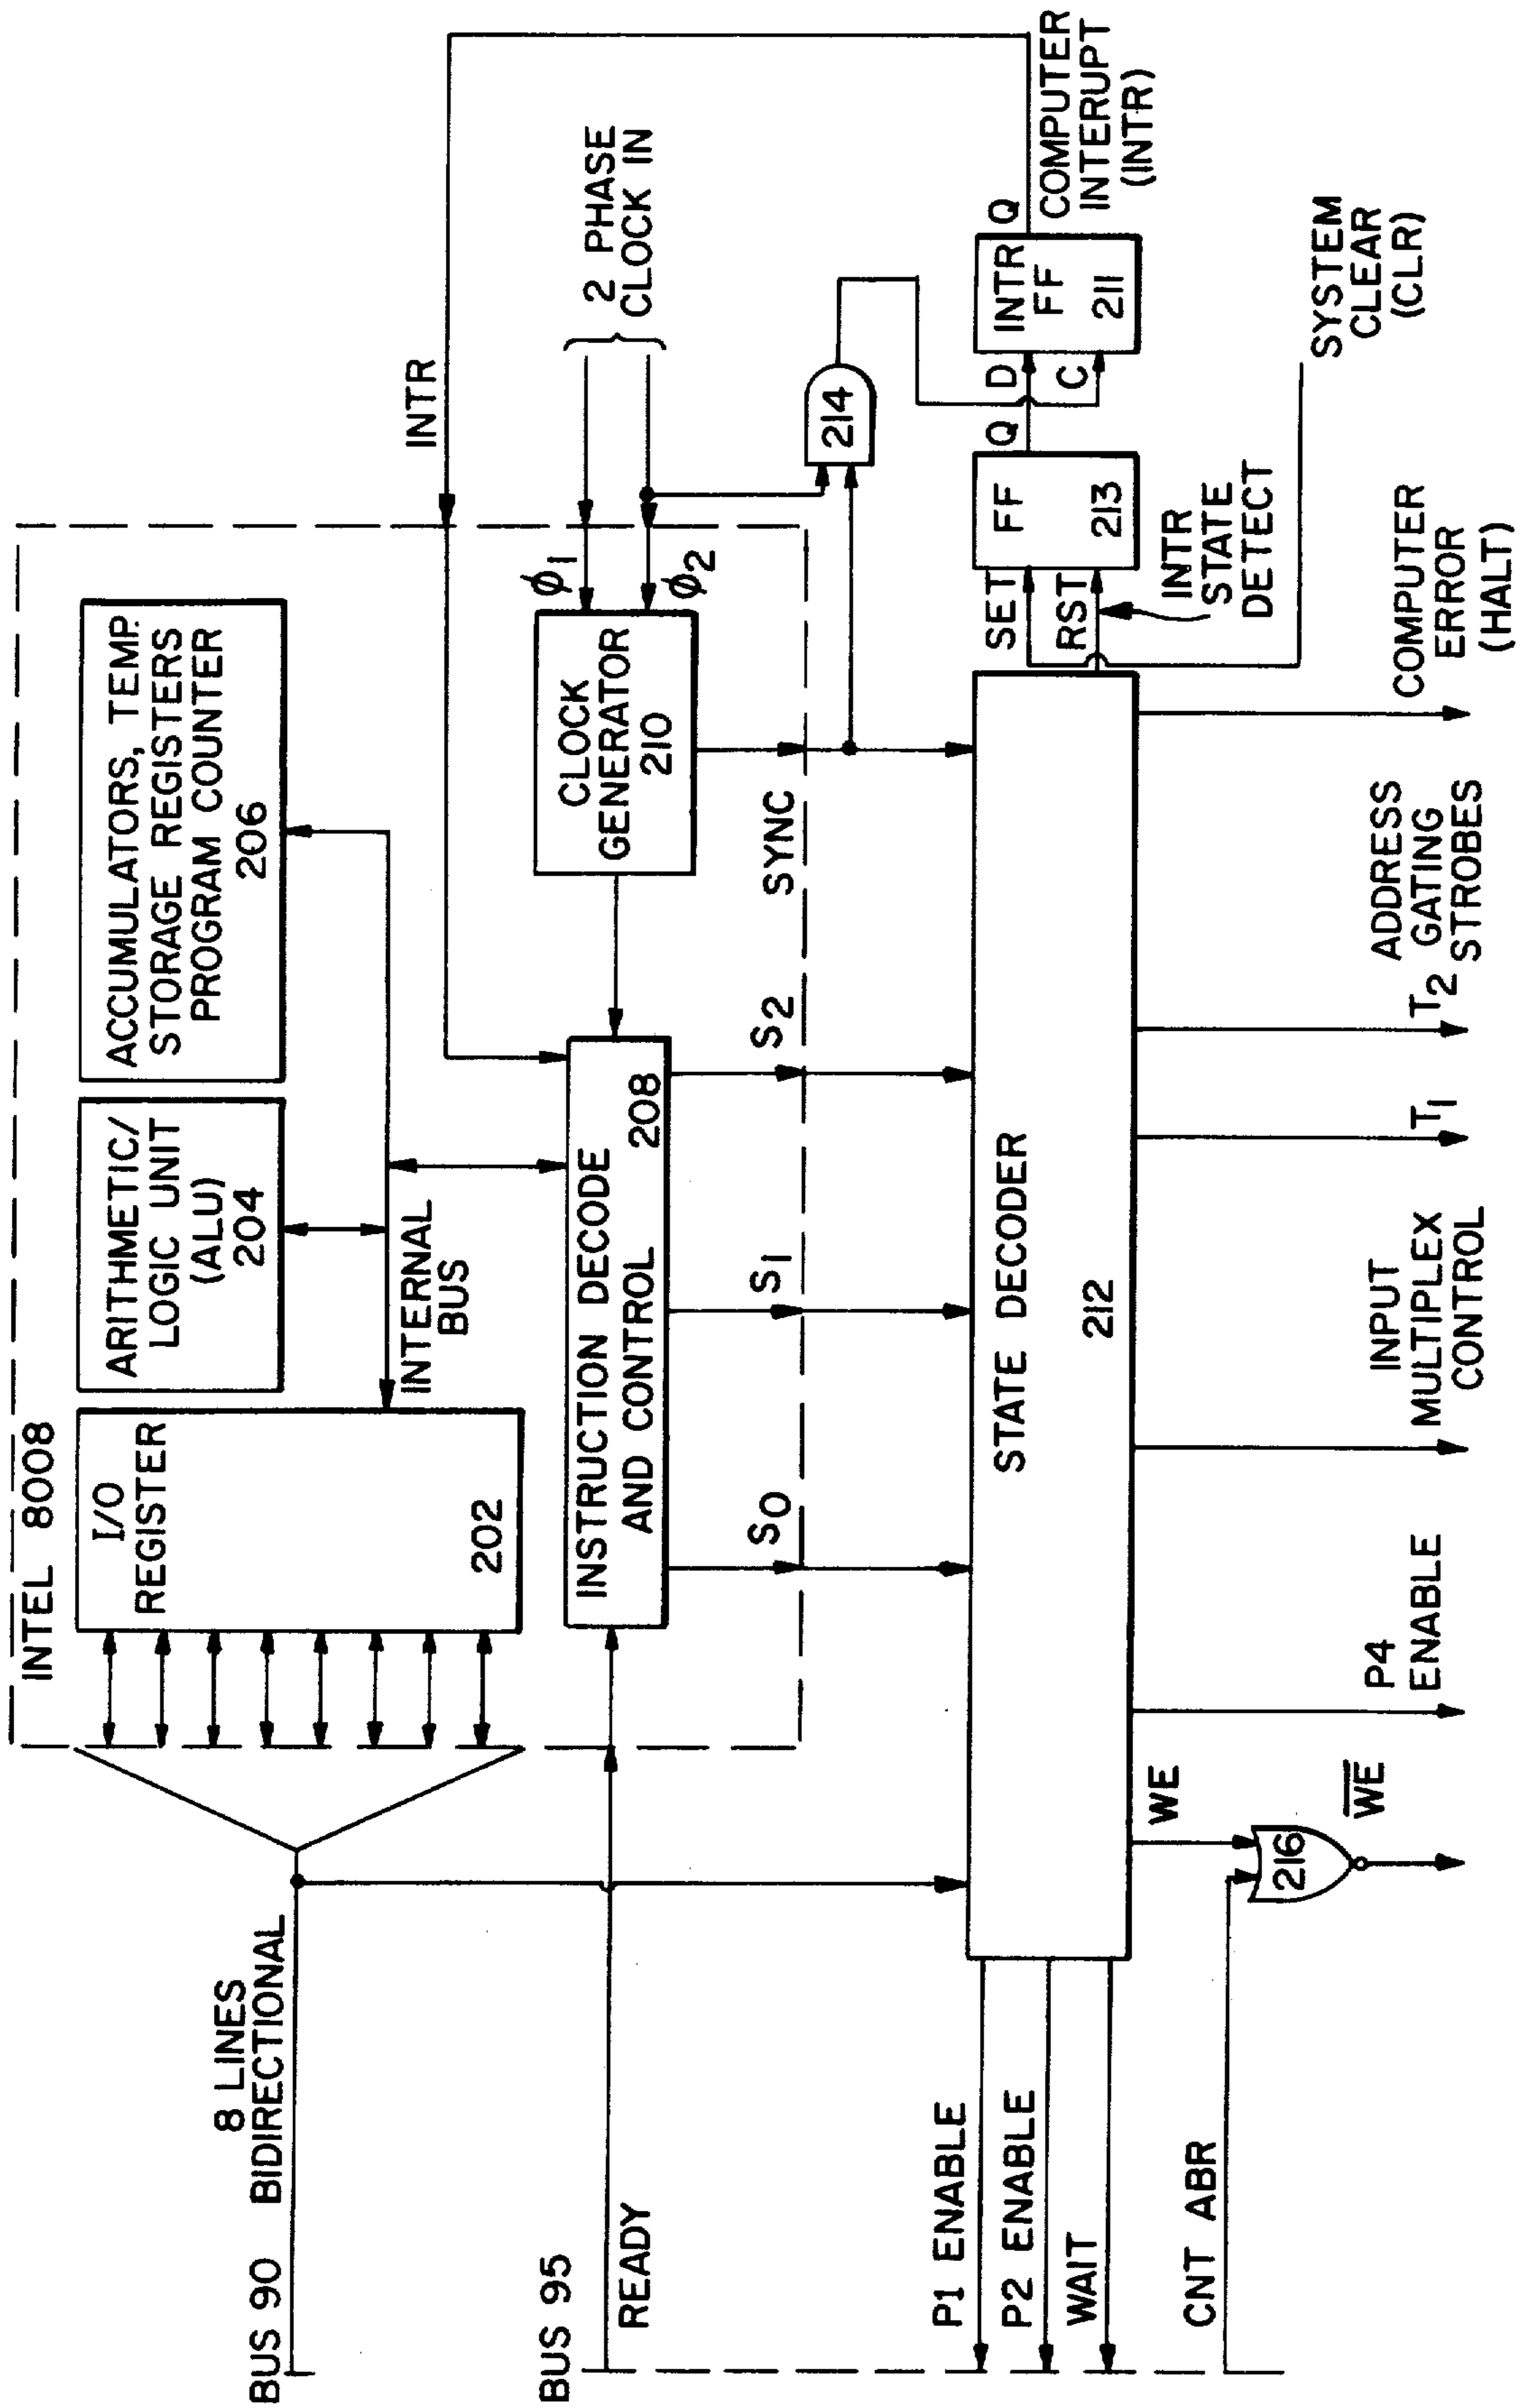 INTEL 8008
I/O
REGISTER
202
ARITHMETIC/
LOGIC UNIT
(ALU)
204
ACCUMULATORS, TEMP.
STORAGE REGISTERS
PROGRAM COUNTER
206
INTERNAL
BUS
INTR
8 LINES
BUS 90 BIDIRECTIONAL
BUS 95
READY
INSTRUCTION DECODE
AND CONTROL 208
CLOCK
GENERATOR
210
ϕ1
ϕ2
2 PHASE
CLOCK IN
S0
S1
S2
SYNC
214
P1 ENABLE
P2 ENABLE
WAIT
STATE DECODER
212
SET
RST
FF
213
Q
D
C
INTR
FF
211
Q
COMPUTER
INTERUPT
(INTR)
INTR
STATE
DETECT
SYSTEM
CLEAR
(CLR)
CNT ABR
WE
216
WE
P4
ENABLE
INPUT
MULTIPLEX
CONTROL
T1
T2
ADDRESS
GATING
STROBES
COMPUTER
ERROR
(HALT)